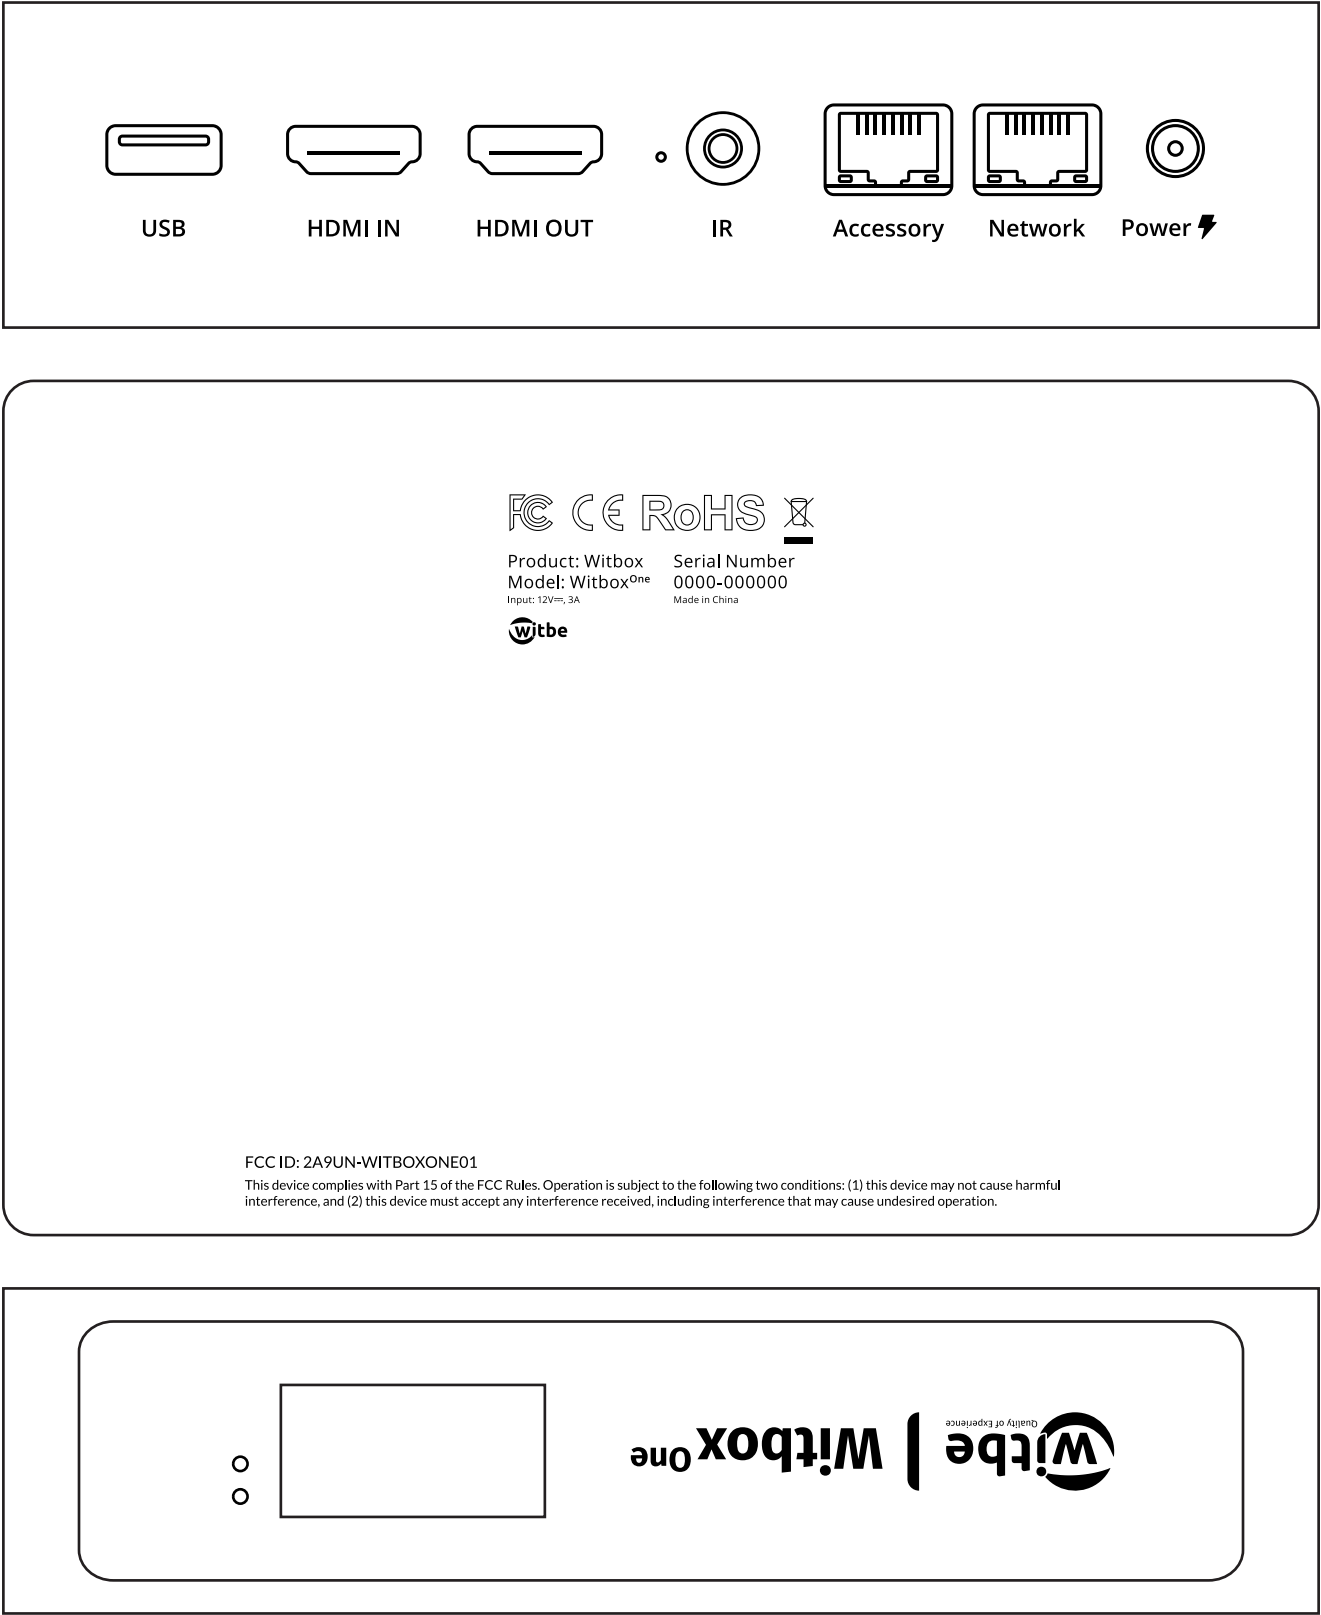 USB HDMI IN HDMI OUT IR Accessory Network Power
FC CE RoHS
Product: Witbox Serial Number
Model: Witboxᴼⁿᵉ 0000-000000
Input: 12V⎓, 3A Made in China
witbe
FCC ID: 2A9UN-WITBOXONE01
This device complies with Part 15 of the FCC Rules. Operation is subject to the following two conditions: (1) this device may not cause harmful
interference, and (2) this device must accept any interference received, including interference that may cause undesired operation.
witbe
Quality of Experience
Witbox One